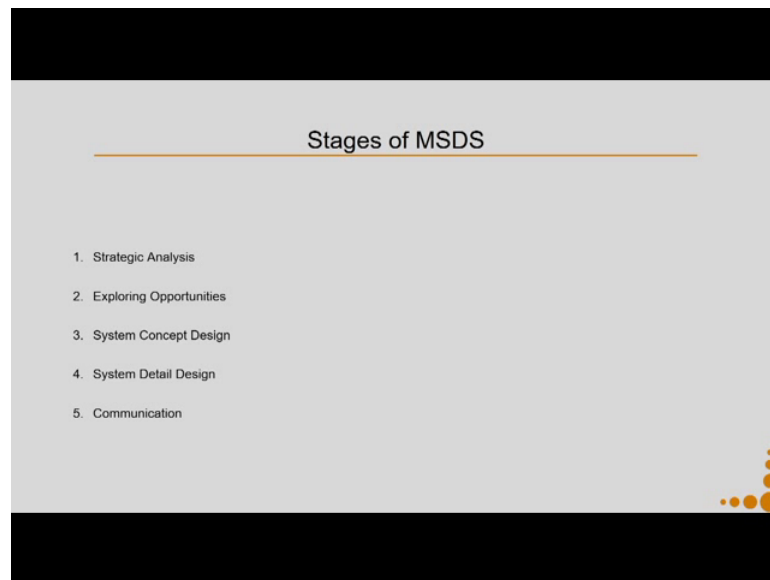 Stages of MSDS
1. Strategic Analysis
2. Exploring Opportunities
3. System Concept Design
4. System Detail Design
5. Communication